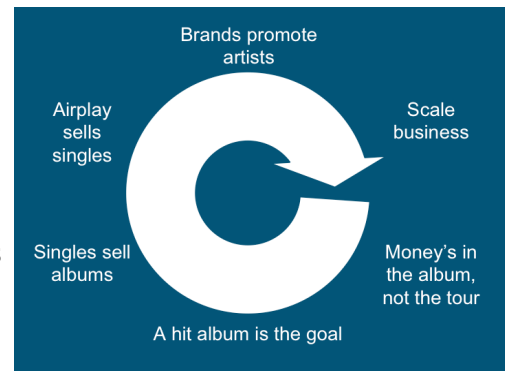 Brands promote
artists
Scale
business
Money's in
the album,
not the tour
A hit album is the goal
Singles sell
albums
Airplay
sells
singles